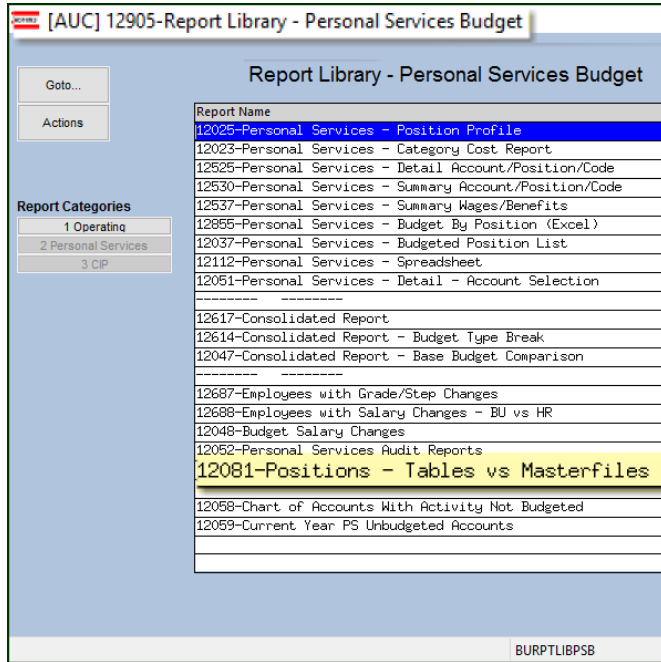 [AUC] 12905-Report Library - Personal Services Budget
Report Library - Personal Services Budget
Goto...
Actions
Report Categories
1 Operating
2 Personal Services
3 CIP
Report Name
12025-Personal Services - Position Profile
12023-Personal Services - Category Cost Report
12525-Personal Services - Detail Account/Position/Code
12530-Personal Services - Summary Account/Position/Code
12537-Personal Services - Summary Wages/Benefits
12855-Personal Services - Budget By Position (Excel)
12037-Personal Services - Budgeted Position List
12112-Personal Services - Spreadsheet
12051-Personal Services - Detail - Account Selection
-------- --------
12617-Consolidated Report
12614-Consolidated Report - Budget Type Break
12047-Consolidated Report - Base Budget Comparison
-------- --------
12687-Employees with Grade/Step Changes
12688-Employees with Salary Changes - BU vs HR
12048-Budget Salary Changes
12052-Personal Services Audit Reports
12081-Positions - Tables vs Masterfiles
12058-Chart of Accounts With Activity Not Budgeted
12059-Current Year PS Unbudgeted Accounts
BURPTLIBPSB